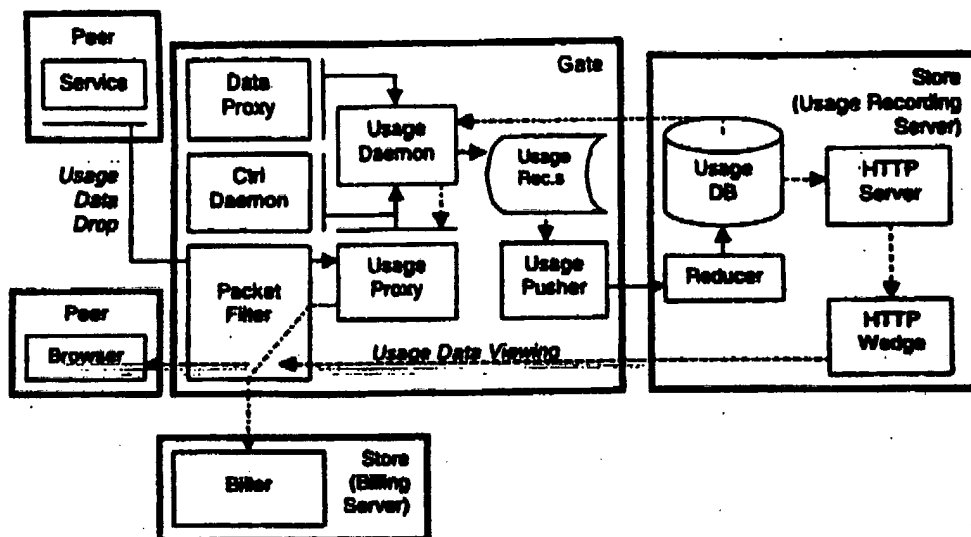 Peer
Service
Usage
Data
Drop
Peer
Browser
Gate
Data
Proxy
Ctrl
Daemon
Packet
Filter
Usage
Daemon
Usage
Proxy
Usage
Rec.s
Usage
Pusher
Usage Data Viewing
Store
(Usage Recording
Server)
Usage
DB
Reducer
HTTP
Server
HTTP
Wedge
Biller
Store
(Billing
Server)